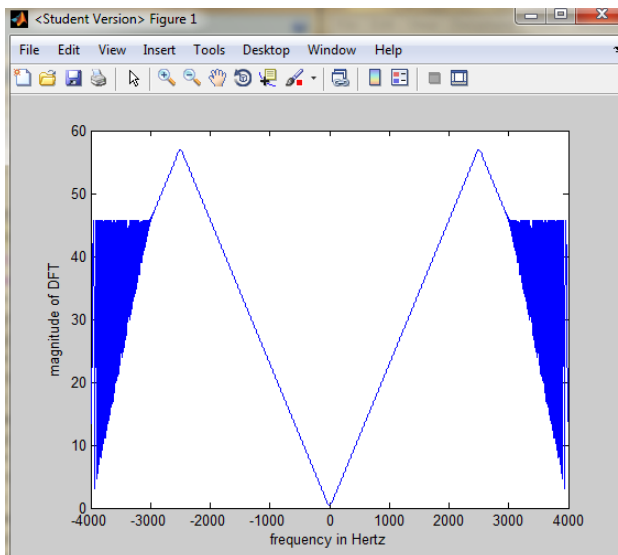 <Student Version> Figure 1
File Edit View Insert Tools Desktop Window Help
60
50
40
30
20
10
0
magnitude of DFT
-4000 -3000 -2000 -1000 0 1000 2000 3000 4000
frequency in Hertz